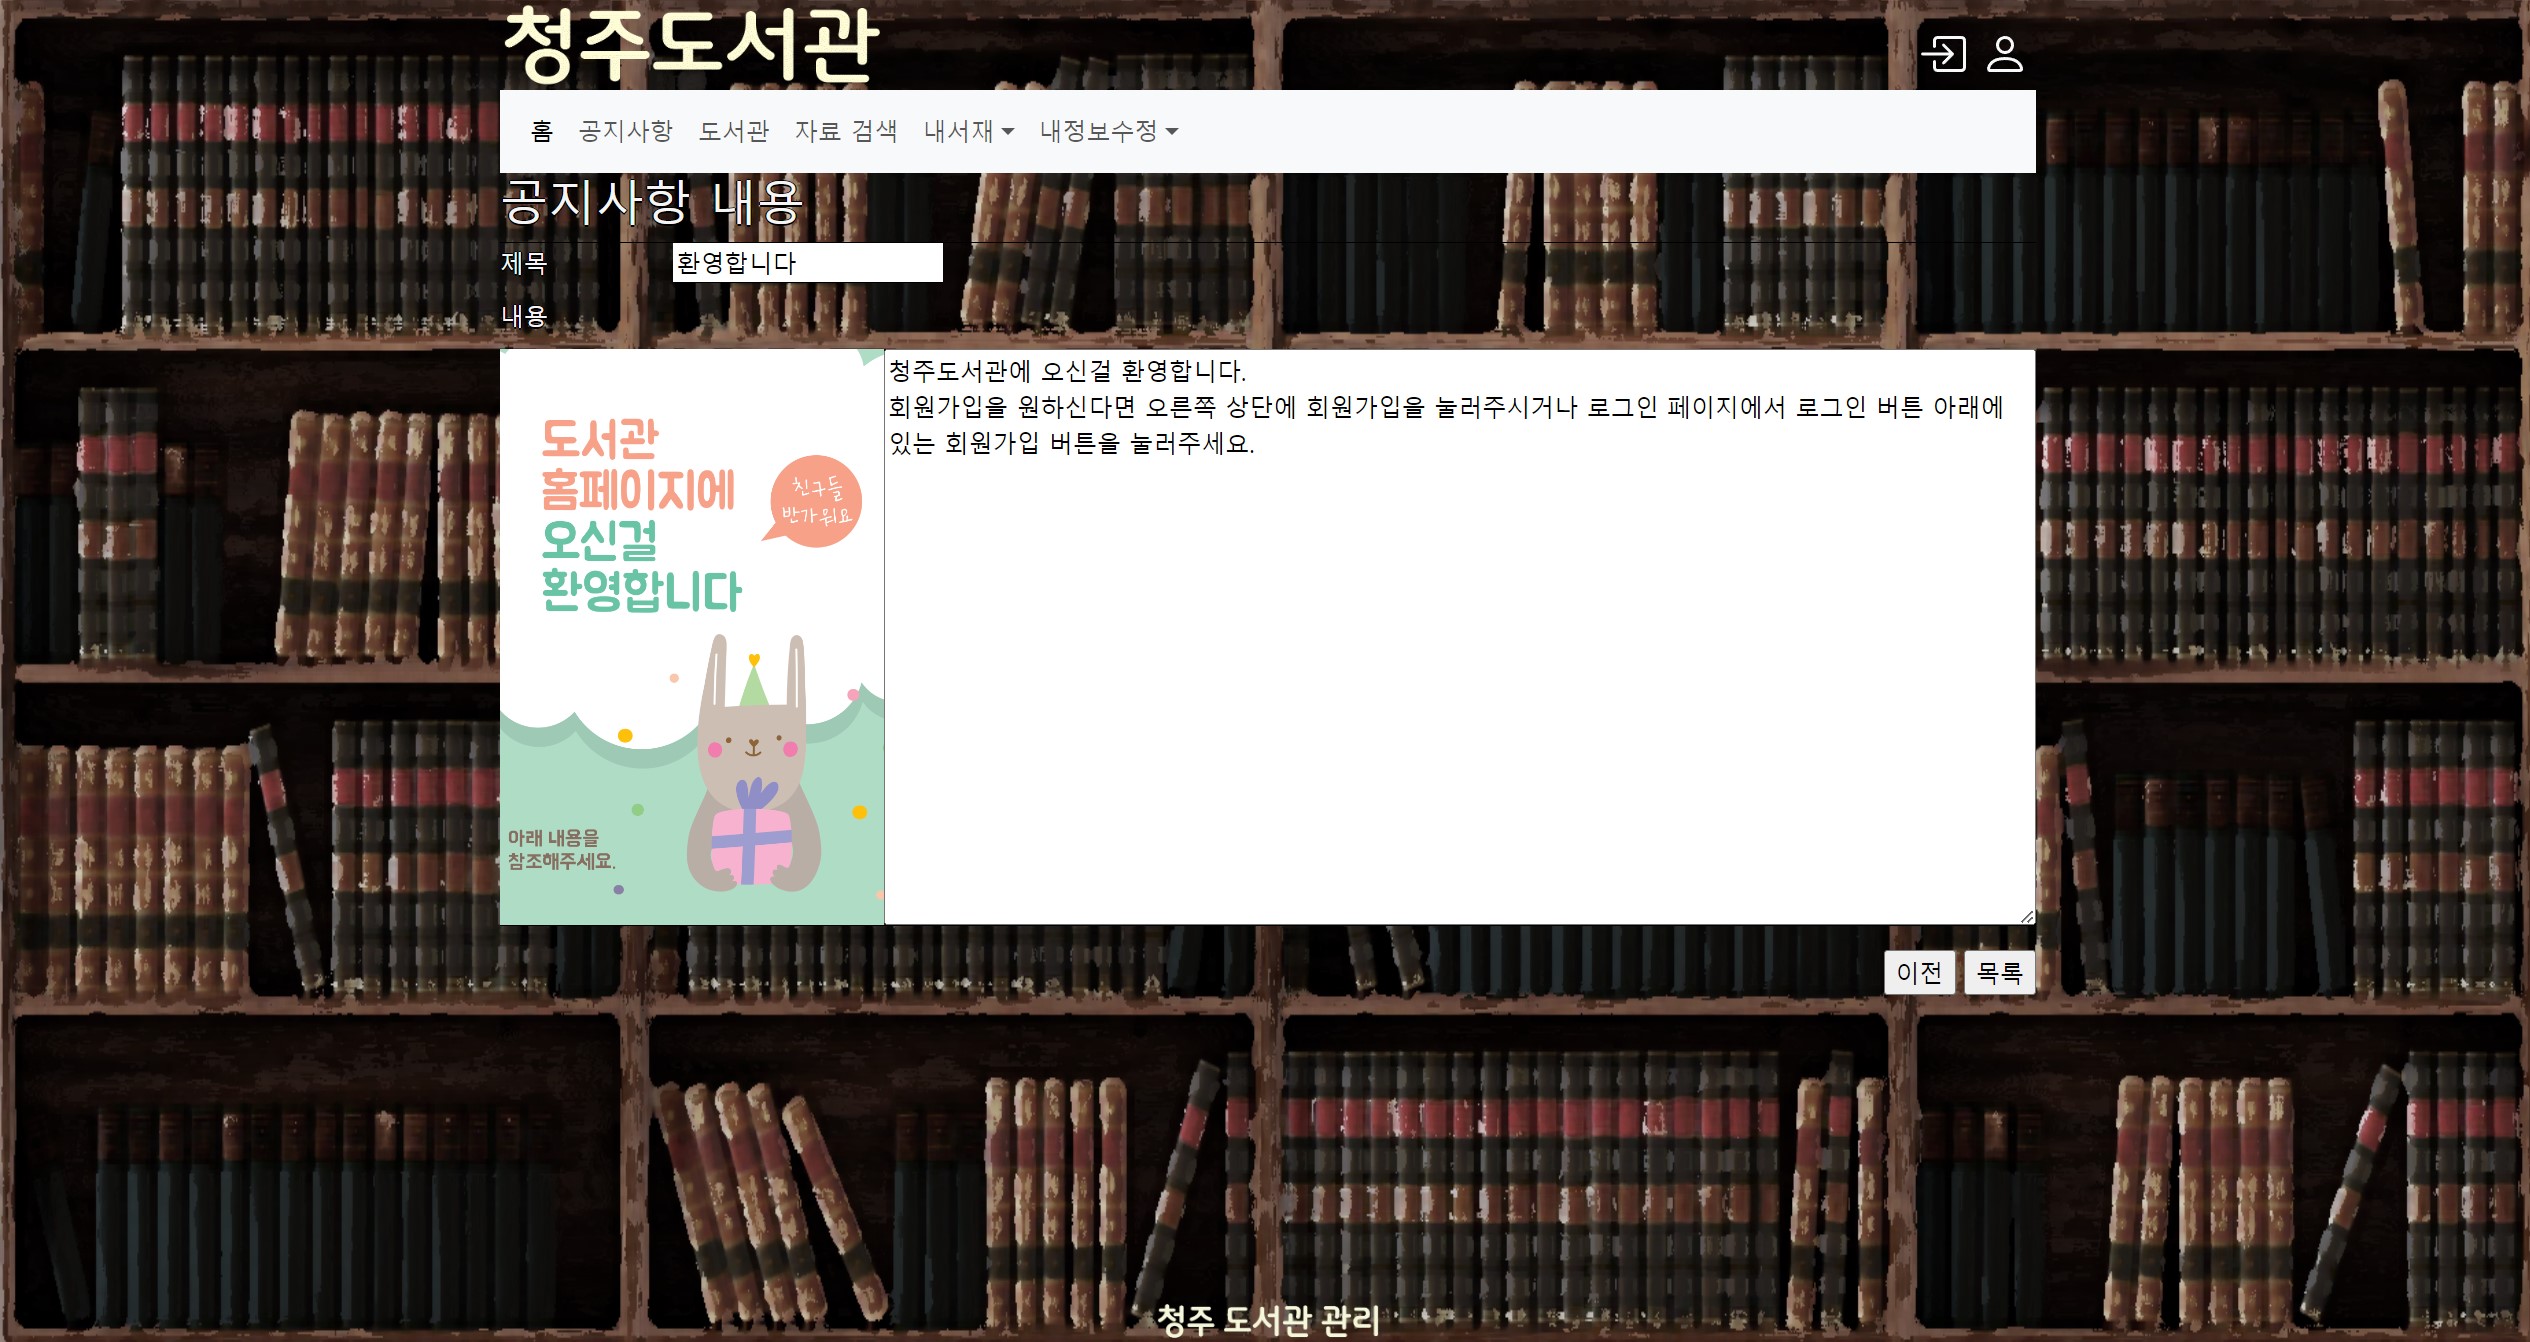 청주도서관
홈 공지사항 도서관 자료 검색 내서재 내정보수정
공지사항 내용
제목 환영합니다
내용
도서관
홈페이지에
오신걸
환영합니다
친구들
반가워요
아래 내용을
참조해주세요.
청주도서관에 오신걸 환영합니다.
회원가입을 원하신다면 오른쪽 상단에 회원가입을 눌러주시거나 로그인 페이지에서 로그인 버튼 아래에
있는 회원가입 버튼을 눌러주세요.
이전 목록
청주 도서관 관리